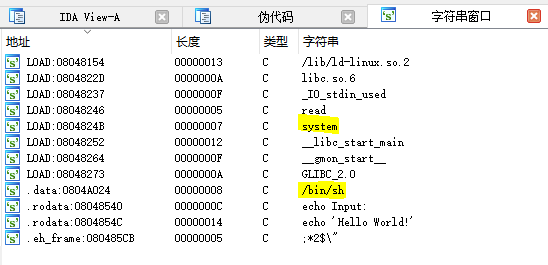 IDA View-A 伪代码 字符串窗口
地址 长度 类型 字符串
LOAD:08048154 00000013 C /lib/ld-linux.so.2
LOAD:0804822D 0000000A C libc.so.6
LOAD:08048237 0000000F C _IO_stdin_used
LOAD:08048246 00000005 C read
LOAD:0804824B 00000007 C system
LOAD:08048252 00000012 C __libc_start_main
LOAD:08048264 0000000F C __gmon_start__
LOAD:08048273 0000000A C GLIBC_2.0
.data:0804A024 00000008 C /bin/sh
.rodata:08048540 0000000C C echo Input:
.rodata:0804854C 00000014 C echo 'Hello World!'
.eh_frame:080485CB 00000005 C ;*2$\"